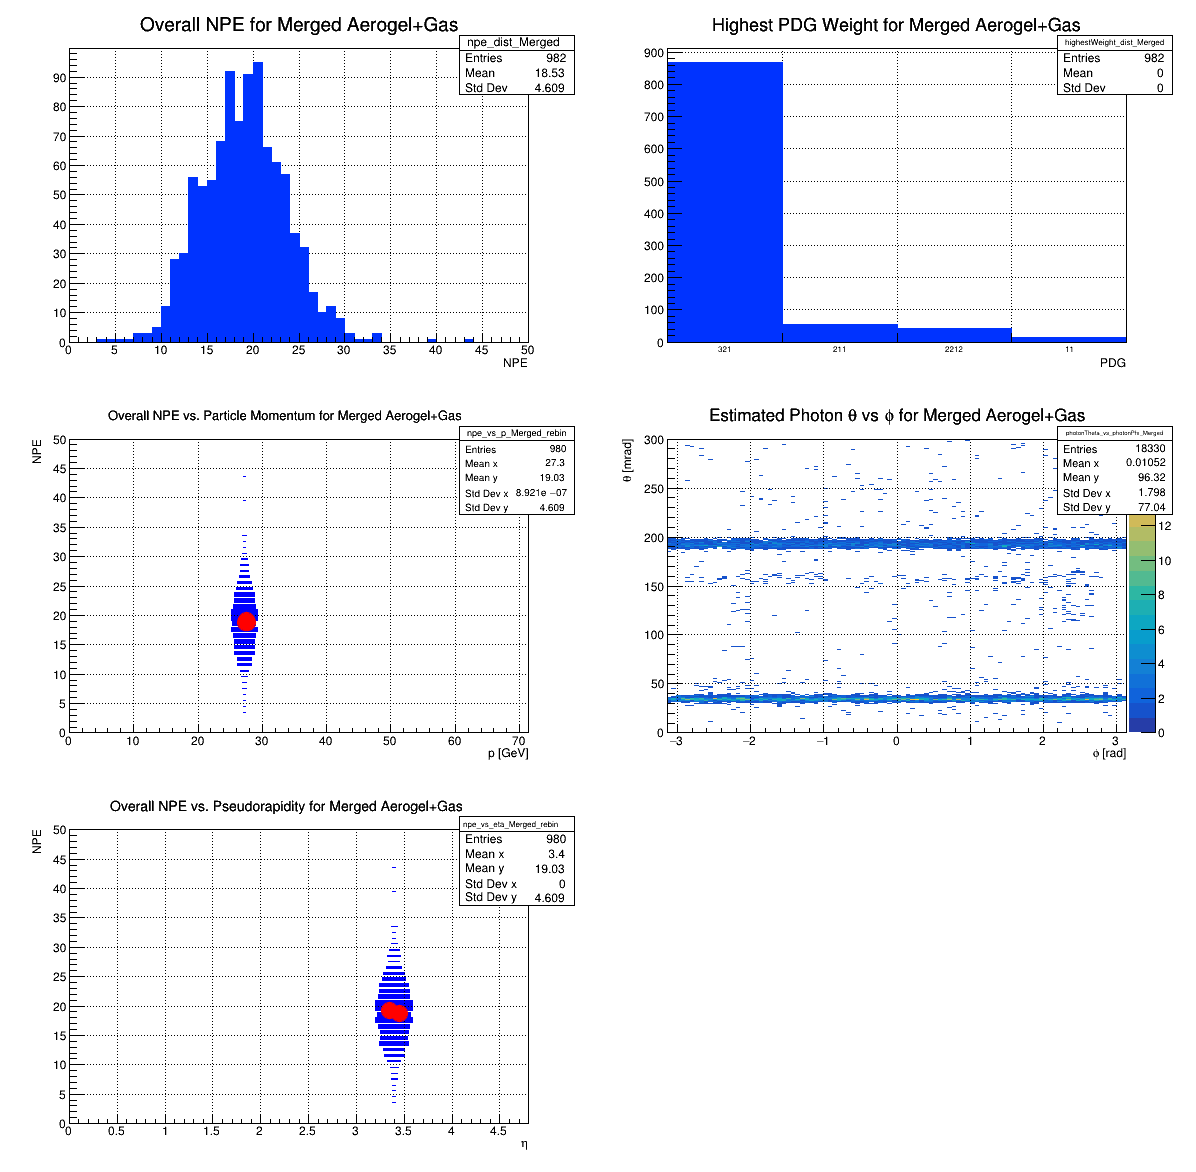 Overall NPE for Merged Aerogel+Gas
npe_dist_Merged
Entries 982
Mean 18.53
Std Dev 4.609
90
80
70
60
50
40
30
20
10
0
0 5 10 15 20 25 30 35 40 45 50
NPE
Highest PDG Weight for Merged Aerogel+Gas
highestWeight_dist_Merged
Entries 982
Mean 0
Std Dev 0
900
800
700
600
500
400
300
200
100
0
321 211 2212 11
PDG
Overall NPE vs. Particle Momentum for Merged Aerogel+Gas
npe_vs_p_Merged_rebin
Entries 980
Mean x 27.3
Mean y 19.03
Std Dev x 8.921e −07
Std Dev y 4.609
NPE
50
45
40
35
30
25
20
15
10
5
0
0 10 20 30 40 50 60 70
p [GeV]
Estimated Photon θ vs ϕ for Merged Aerogel+Gas
photonTheta_vs_photonPhi_Merged
Entries 18330
Mean x 0.01052
Mean y 96.32
Std Dev x 1.798
Std Dev y 77.04
θ [mrad]
300
250
200
150
100
50
0
−3 −2 −1 0 1 2 3
ϕ [rad]
12
10
8
6
4
2
0
Overall NPE vs. Pseudorapidity for Merged Aerogel+Gas
npe_vs_eta_Merged_rebin
Entries 980
Mean x 3.4
Mean y 19.03
Std Dev x 0
Std Dev y 4.609
NPE
50
45
40
35
30
25
20
15
10
5
0
0 0.5 1 1.5 2 2.5 3 3.5 4 4.5
η